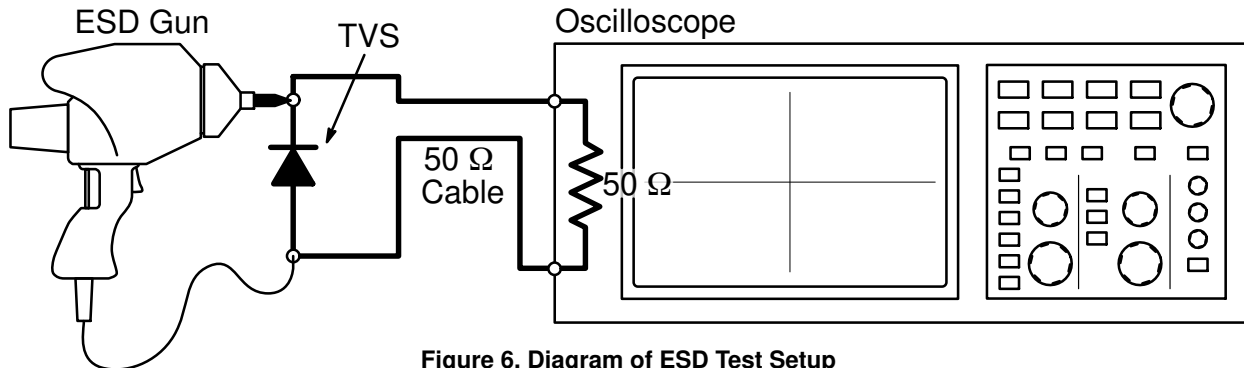 ESD Gun
TVS
Oscilloscope
50 Ω
Cable
50 Ω
Figure 6. Diagram of ESD Test Setup